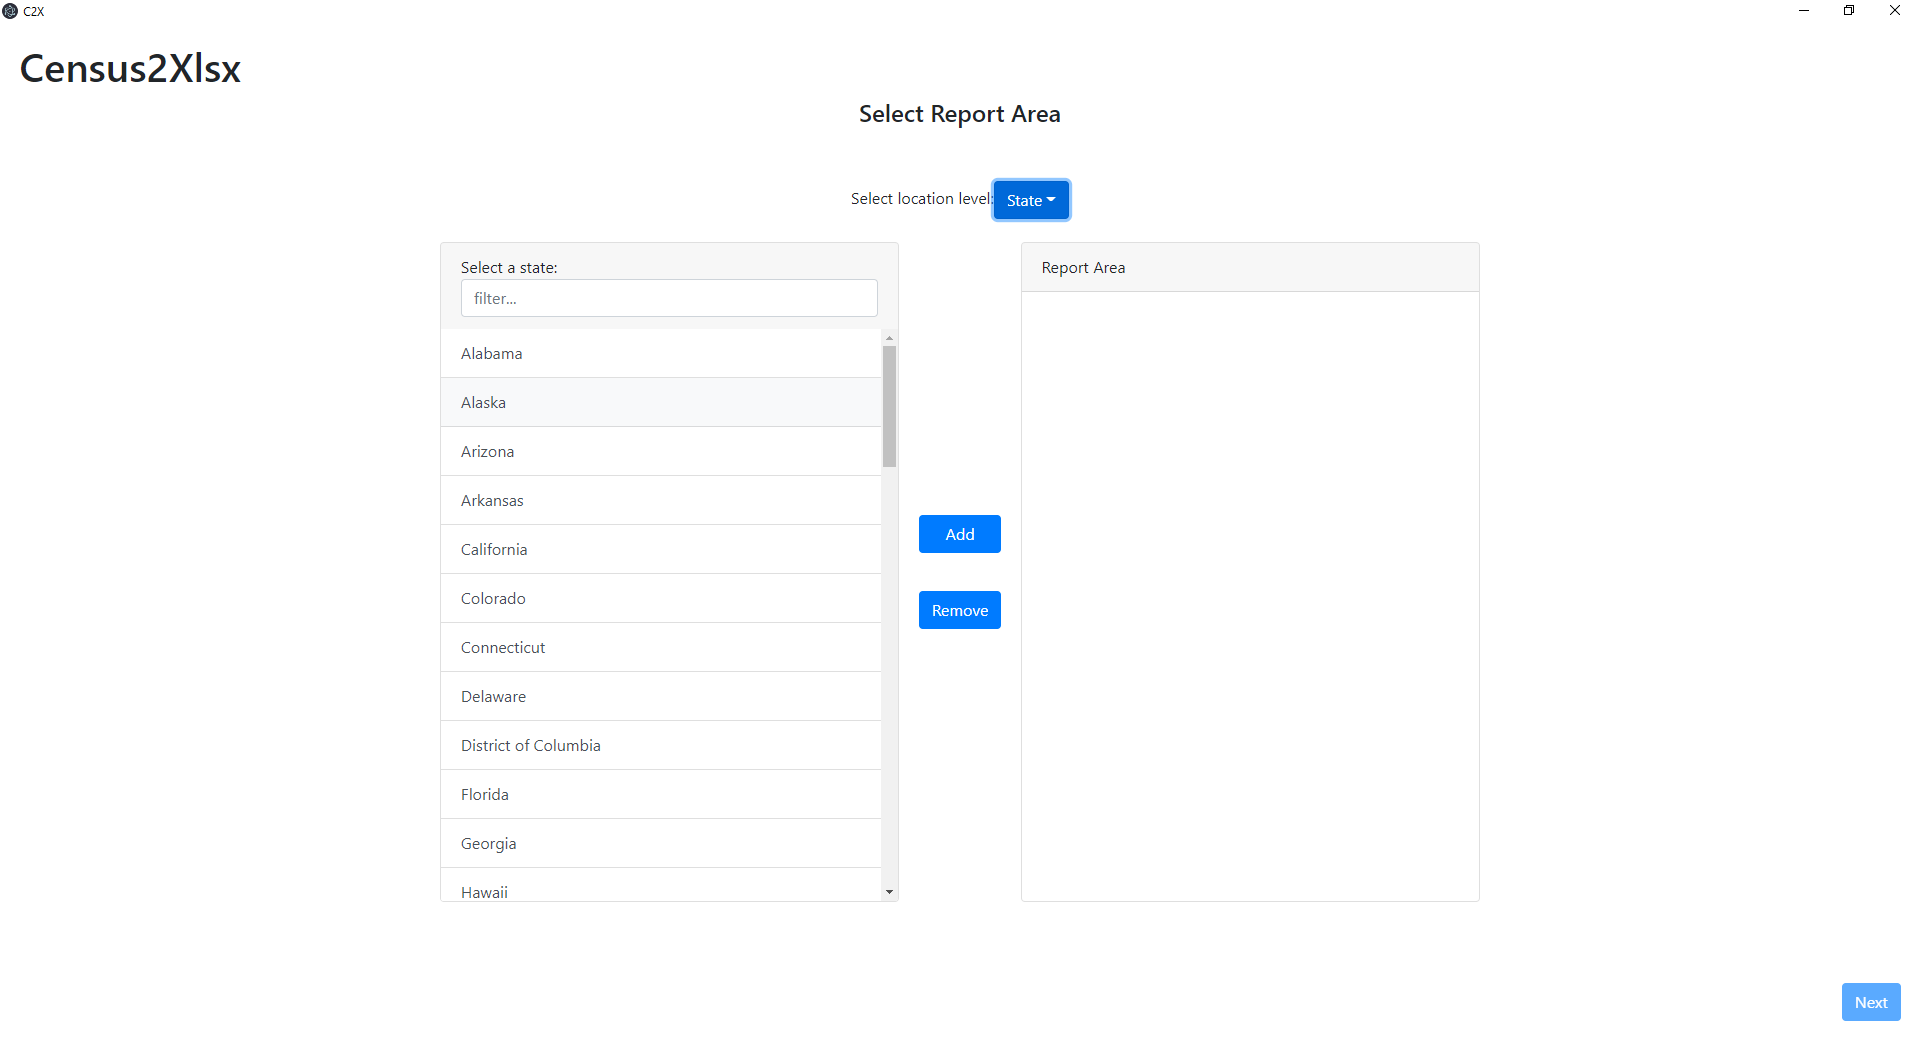 C2X
Census2Xlsx
Select Report Area
Select location level: State
Select a state:
filter...
Alabama
Alaska
Arizona
Arkansas
California
Colorado
Connecticut
Delaware
District of Columbia
Florida
Georgia
Hawaii
Add
Remove
Report Area
Next